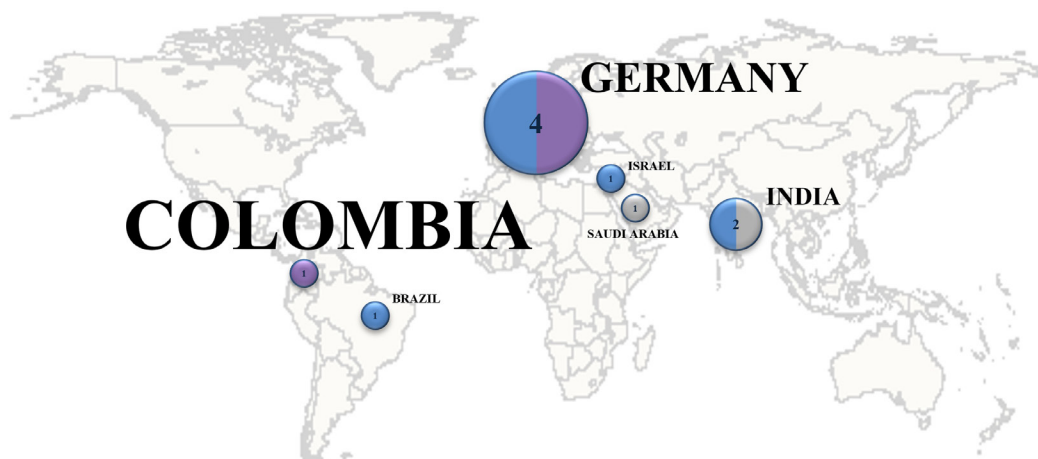 GERMANY
4
ISRAEL
1
1
SAUDI ARABIA
INDIA
2
COLOMBIA
1
BRAZIL
1